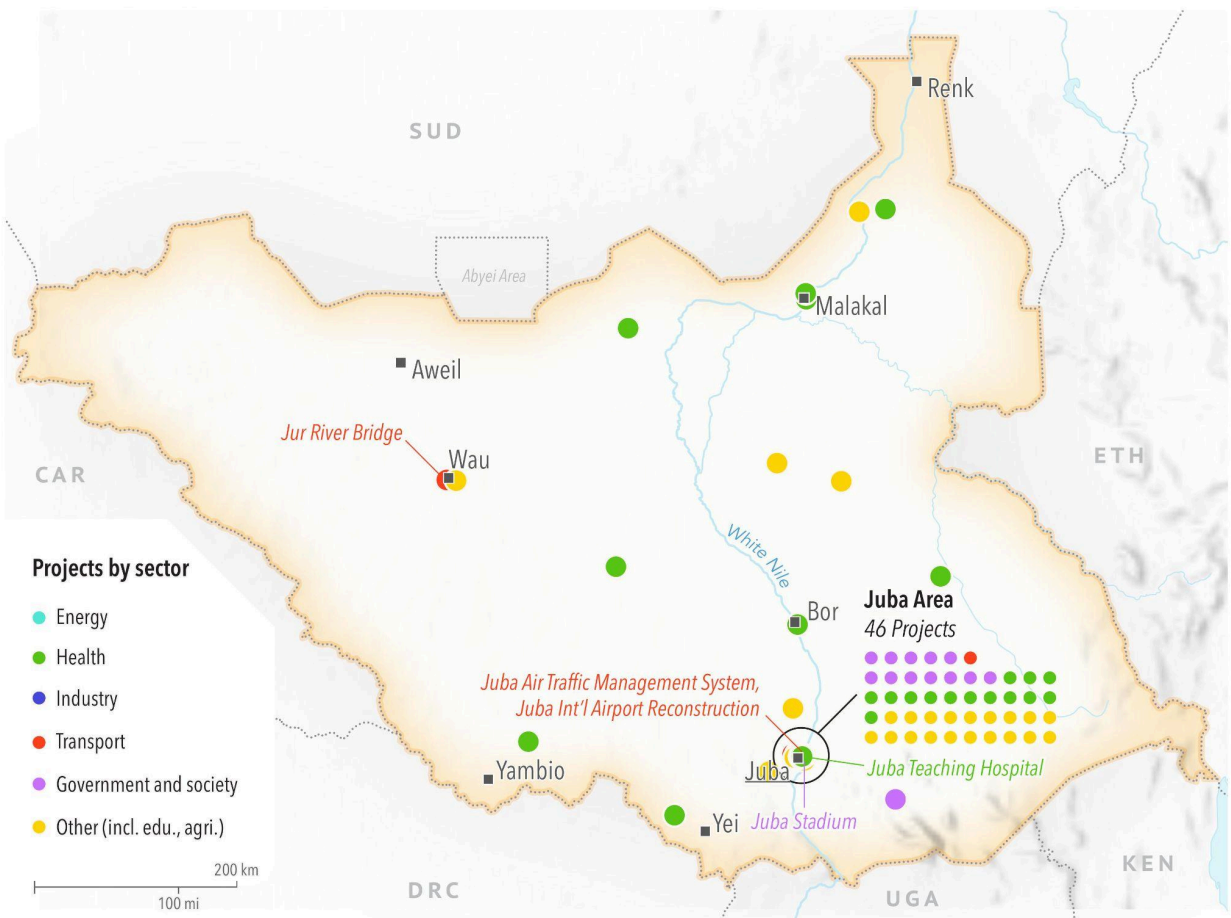 SUD
Renk
Abyei Area
Malakal
Aweil
Jur River Bridge
Wau
CAR
ETH
White Nile
Projects by sector
Energy
Health
Industry
Transport
Government and society
Other (incl. edu., agri.)
200 km
100 mi
Bor
Juba Area
46 Projects
Juba Air Traffic Management System,
Juba Int'l Airport Reconstruction
Yambio
Juba
Juba Teaching Hospital
Yei
Juba Stadium
DRC
UGA
KEN